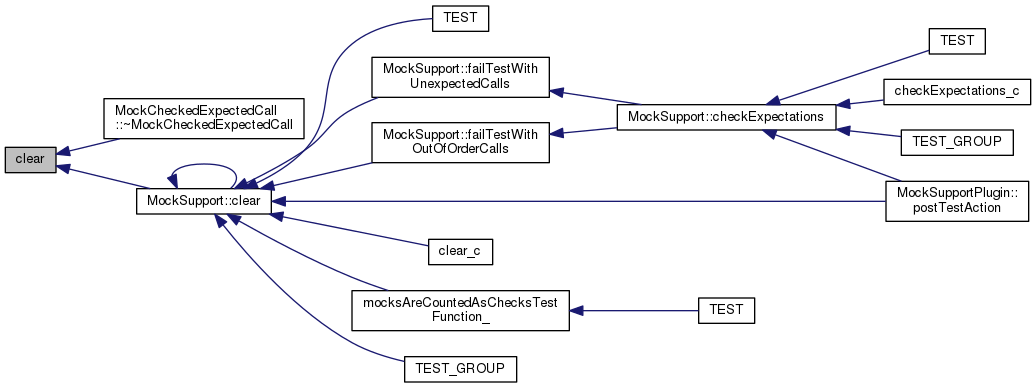 TEST
TEST
MockSupport::failTestWith
UnexpectedCalls
checkExpectations_c
MockCheckedExpectedCall
::~MockCheckedExpectedCall
MockSupport::checkExpectations
MockSupport::failTestWith
OutOfOrderCalls
TEST_GROUP
clear
MockSupport::clear
MockSupportPlugin::
postTestAction
clear_c
mocksAreCountedAsChecksTest
Function_
TEST
TEST_GROUP